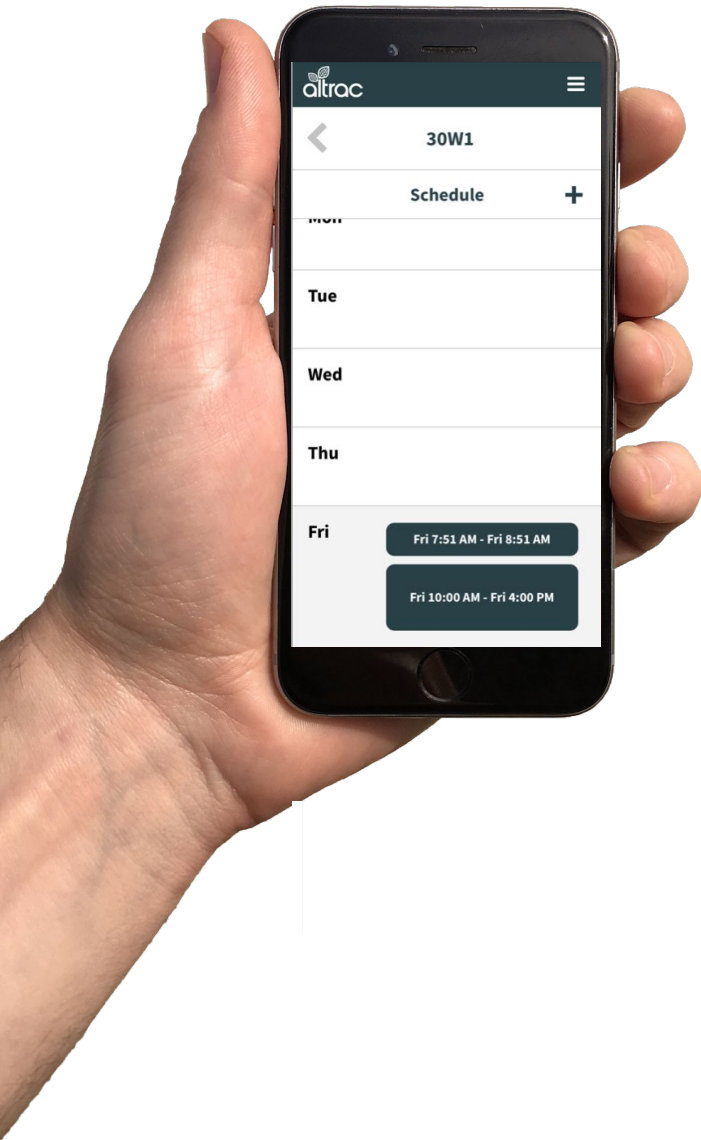 altrac
30W1
Schedule
Mon
Tue
Wed
Thu
Fri
Fri 7:51 AM - Fri 8:51 AM
Fri 10:00 AM - Fri 4:00 PM